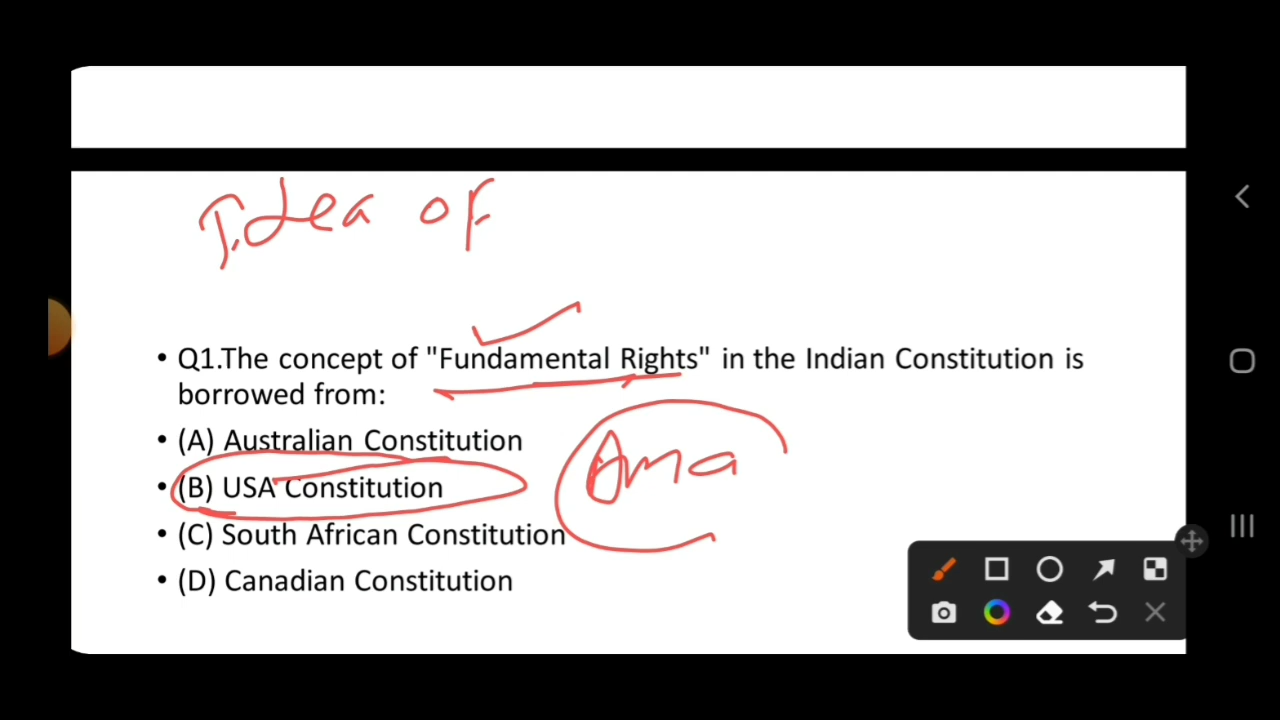 Idea of
• Q1.The concept of "Fundamental Rights" in the Indian Constitution is
borrowed from:
• (A) Australian Constitution
• (B) USA Constitution
• (C) South African Constitution
• (D) Canadian Constitution